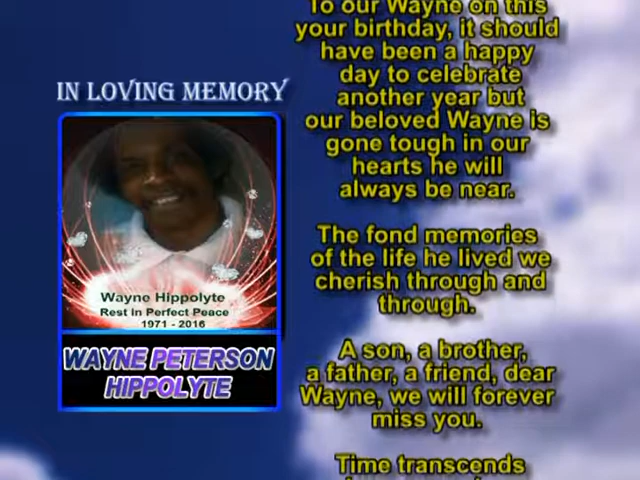 IN LOVING MEMORY
Wayne Hippolyte
Rest In Perfect Peace
1971 - 2016
WAYNE PETERSON
HIPPOLYTE
To our Wayne on this
your birthday, it should
have been a happy
day to celebrate
another year but
our beloved Wayne is
gone tough in our
hearts he will
always be near.
The fond memories
of the life he lived we
cherish through and
through.
A son, a brother,
a father, a friend, dear
Wayne, we will forever
miss you.
Time transcends